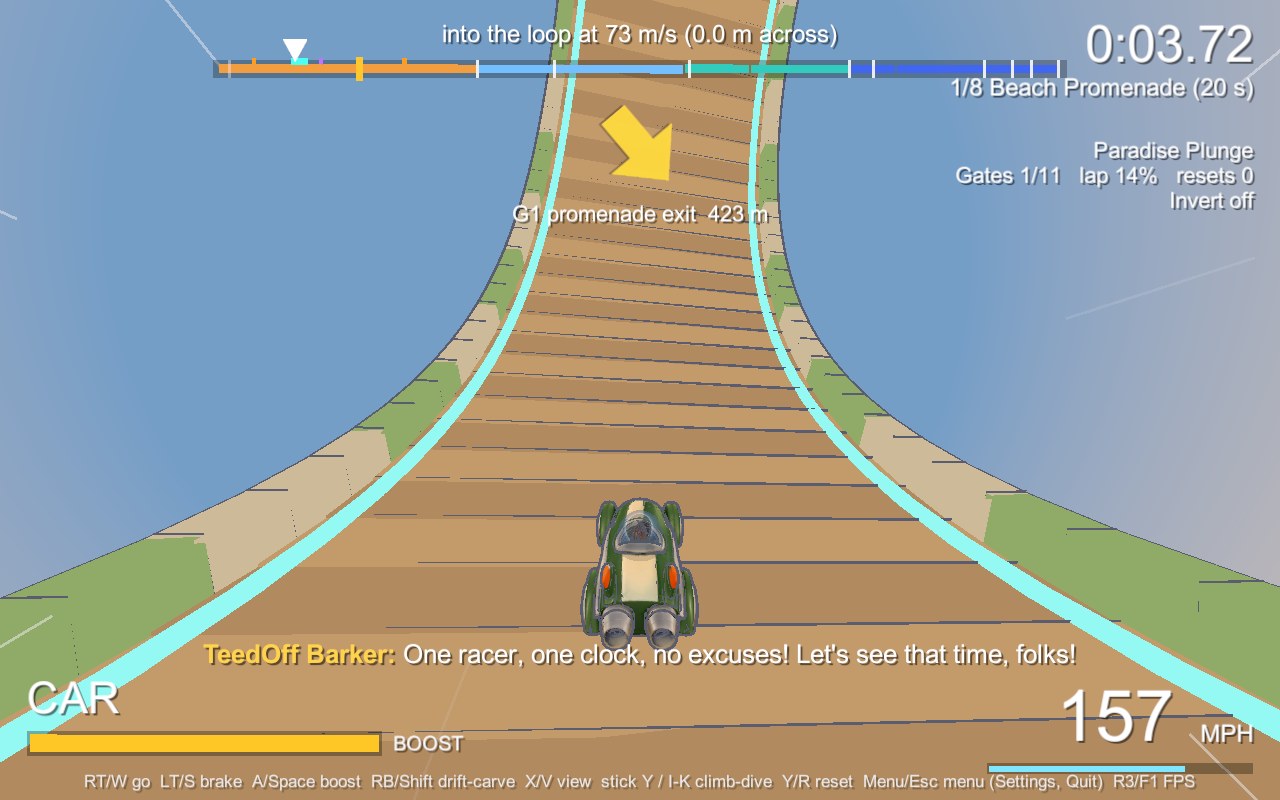 into the loop at 73 m/s (0.0 m across)
0:03.72
1/8 Beach Promenade (20 s)
Paradise Plunge
Gates 1/11 lap 14% resets 0
Invert off
G1 promenade exit 423 m
TeedOff Barker: One racer, one clock, no excuses! Let's see that time, folks!
CAR
BOOST
157 MPH
RT/W go LT/S brake A/Space boost RB/Shift drift-carve X/V view stick Y / I-K climb-dive Y/R reset Menu/Esc menu (Settings, Quit) R3/F1 FPS